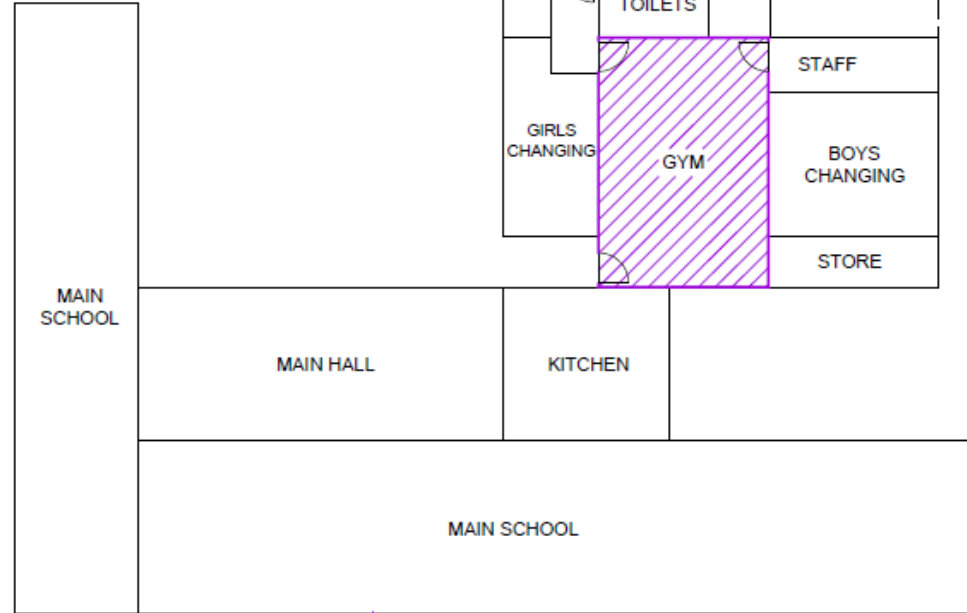 TOILETS
STAFF
GIRLS
CHANGING
GYM
BOYS
CHANGING
STORE
MAIN
SCHOOL
MAIN HALL
KITCHEN
MAIN SCHOOL